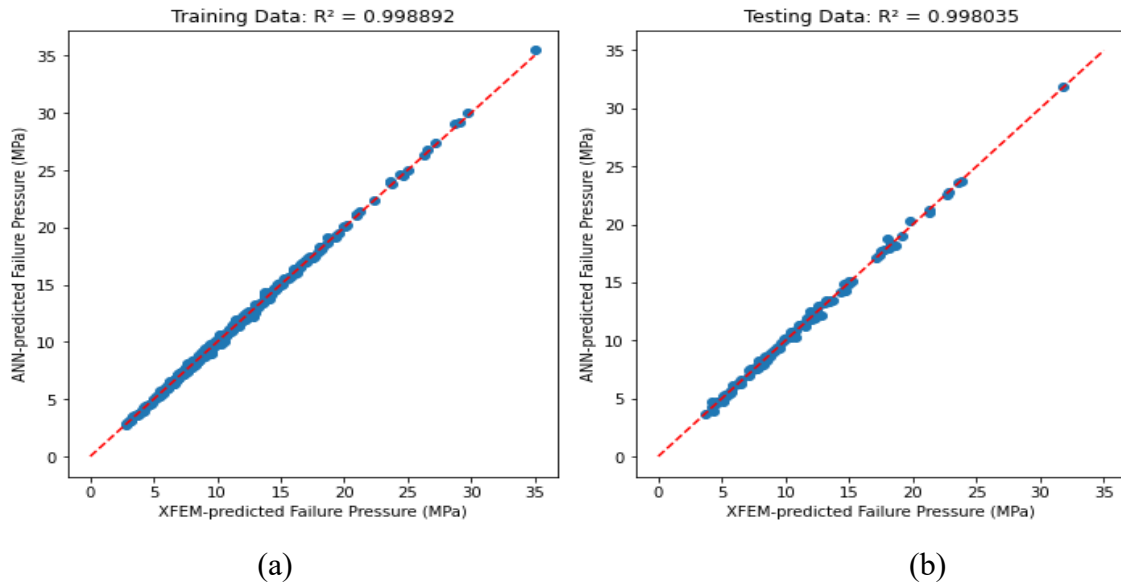 Training Data: R² = 0.998892
35
30
25
20
15
10
5
0
ANN-predicted Failure Pressure (MPa)
0 5 10 15 20 25 30 35
XFEM-predicted Failure Pressure (MPa)
(a)
Testing Data: R² = 0.998035
35
30
25
20
15
10
5
0
ANN-predicted Failure Pressure (MPa)
0 5 10 15 20 25 30 35
XFEM-predicted Failure Pressure (MPa)
(b)